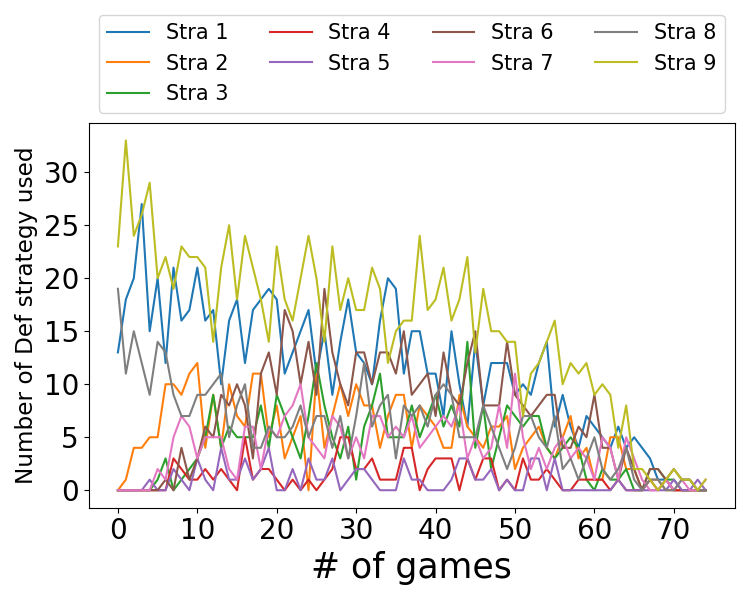 Stra 1 Stra 4 Stra 6 Stra 8
Stra 2 Stra 5 Stra 7 Stra 9
Stra 3
Number of Def strategy used
30
25
20
15
10
5
0
0 10 20 30 40 50 60 70
# of games